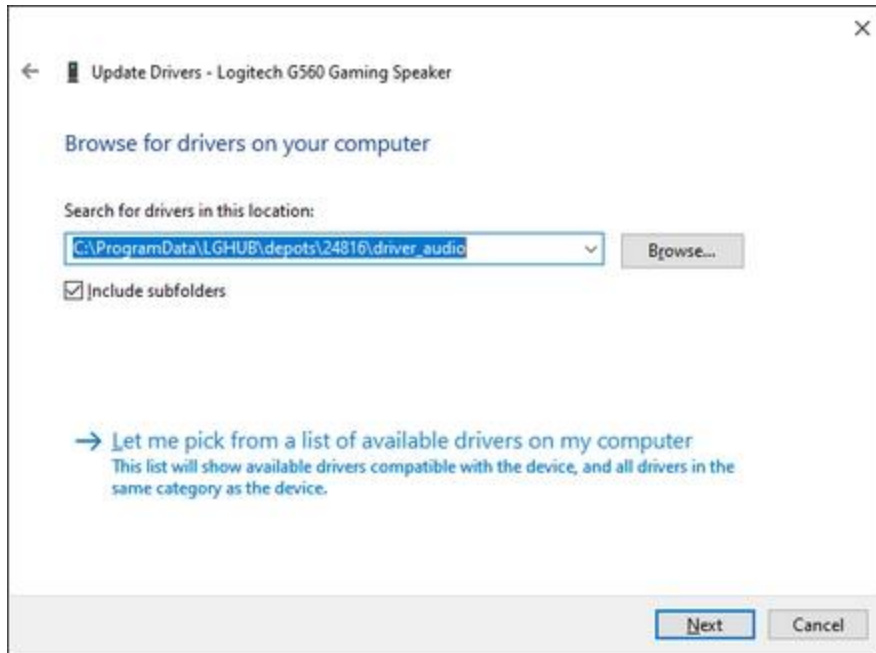 Update Drivers - Logitech G560 Gaming Speaker
Browse for drivers on your computer
Search for drivers in this location:
C:\ProgramData\LGHUB\depots\24816\driver_audio
Browse...
Include subfolders
Let me pick from a list of available drivers on my computer
This list will show available drivers compatible with the device, and all drivers in the
same category as the device.
Next
Cancel